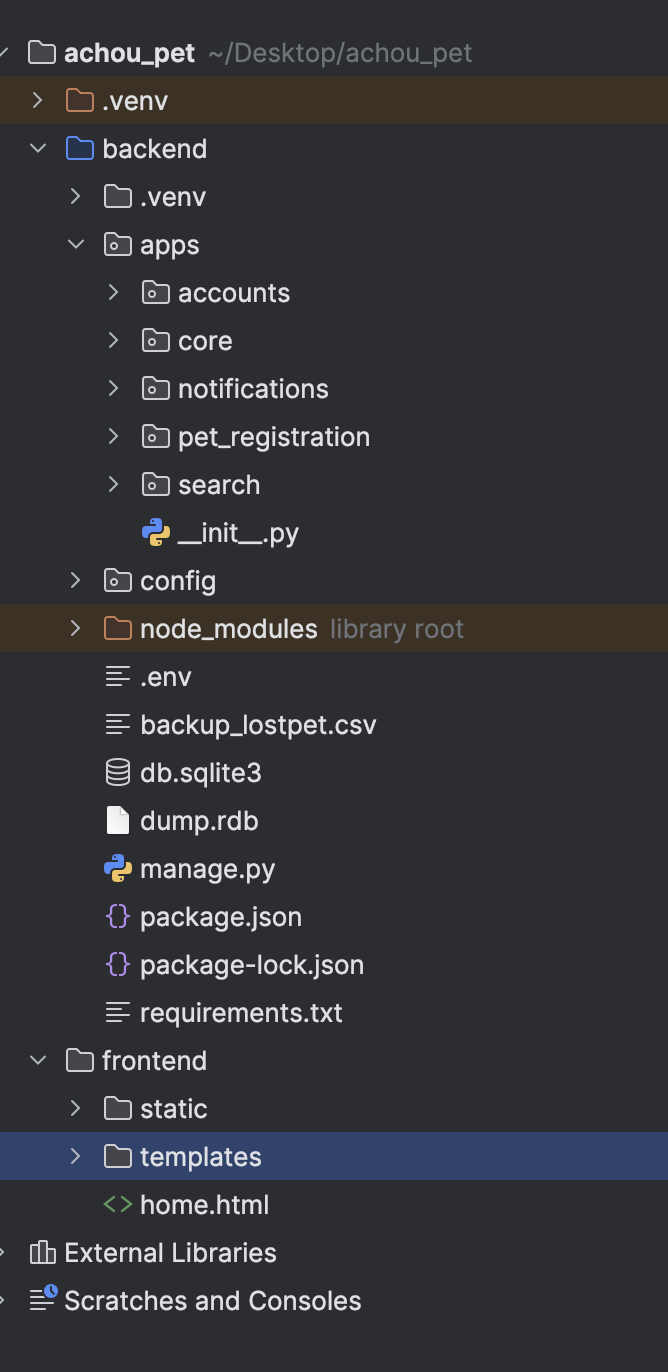 achou_pet ~/Desktop/achou_pet
.venv
backend
.venv
apps
accounts
core
notifications
pet_registration
search
__init__.py
config
node_modules library root
.env
backup_lostpet.csv
db.sqlite3
dump.rdb
manage.py
package.json
package-lock.json
requirements.txt
frontend
static
templates
home.html
External Libraries
Scratches and Consoles